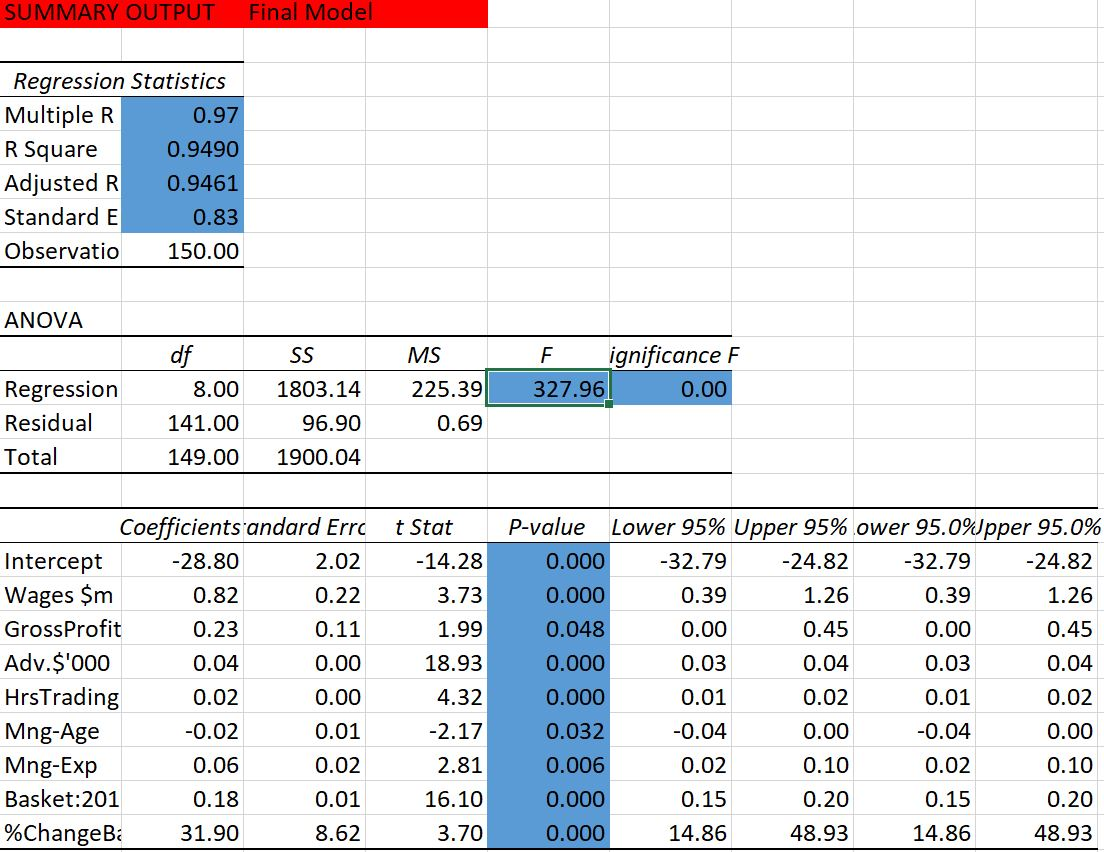 SUMMARY OUTPUT Final Model
Regression Statistics
Multiple R 0.97
R Square 0.9490
Adjusted R 0.9461
Standard E 0.83
Observatio 150.00
ANOVA
df SS MS F ignificance F
Regression 8.00 1803.14 225.39 327.96 0.00
Residual 141.00 96.90 0.69
Total 149.00 1900.04
Coefficients andard Erro t Stat P-value Lower 95% Upper 95% ower 95.0% Upper 95.0%
Intercept -28.80 2.02 -14.28 0.000 -32.79 -24.82 -32.79 -24.82
Wages $m 0.82 0.22 3.73 0.000 0.39 1.26 0.39 1.26
GrossProfit 0.23 0.11 1.99 0.048 0.00 0.45 0.00 0.45
Adv.$'000 0.04 0.00 18.93 0.000 0.03 0.04 0.03 0.04
HrsTrading 0.02 0.00 4.32 0.000 0.01 0.02 0.01 0.02
Mng-Age -0.02 0.01 -2.17 0.032 -0.04 0.00 -0.04 0.00
Mng-Exp 0.06 0.02 2.81 0.006 0.02 0.10 0.02 0.10
Basket:201 0.18 0.01 16.10 0.000 0.15 0.20 0.15 0.20
%ChangeBa 31.90 8.62 3.70 0.000 14.86 48.93 14.86 48.93